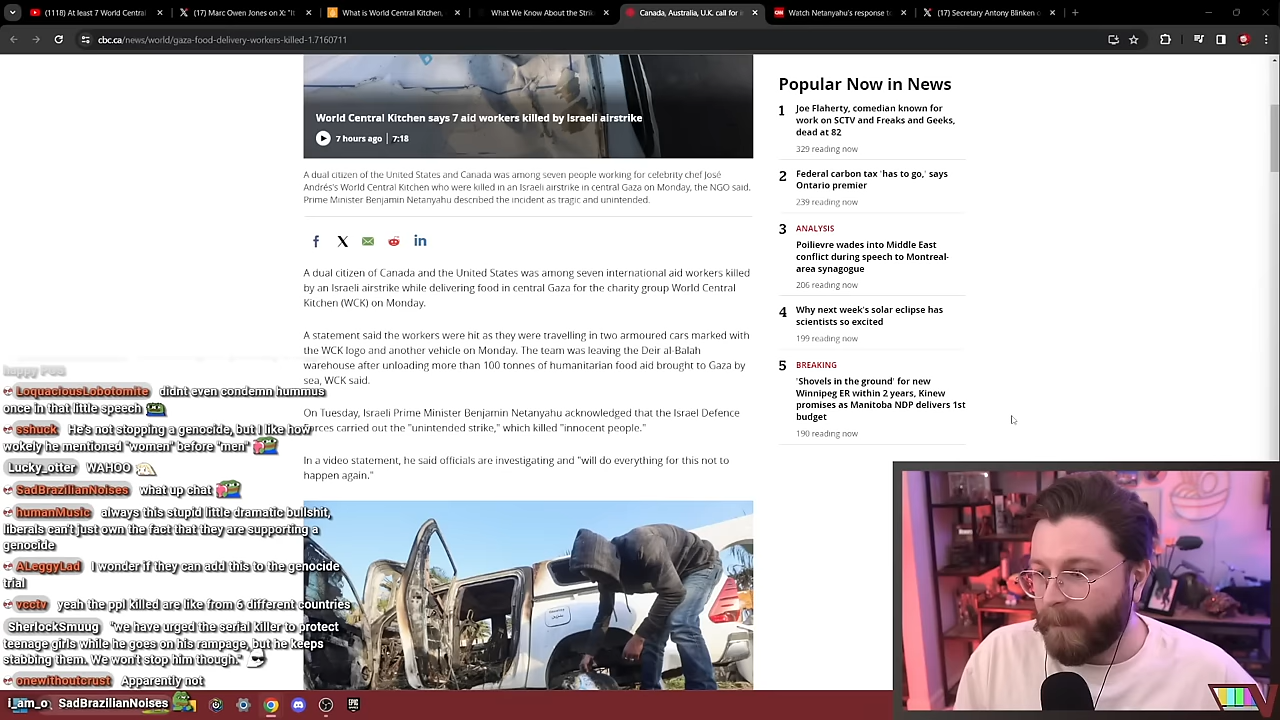 (1118) At least 7 World Central
(17) Marc Owen Jones on X: "It
What is World Central Kitchen,
What We Know About the Strik
Canada, Australia, U.K. call for
Watch Netanyahu's response to
(17) Secretary Antony Blinken o
cbc.ca/news/world/gaza-food-delivery-workers-killed-1.7160711
World Central Kitchen says 7 aid workers killed by Israeli airstrike
7 hours ago | 7:18
A dual citizen of the United States and Canada was among seven people working for celebrity chef José
Andrés's World Central Kitchen who were killed in an Israeli airstrike in central Gaza on Monday, the NGO said.
Prime Minister Benjamin Netanyahu described the incident as tragic and unintended.
A dual citizen of Canada and the United States was among seven international aid workers killed
by an Israeli airstrike while delivering food in central Gaza for the charity group World Central
Kitchen (WCK) on Monday.
A statement said the workers were hit as they were travelling in two armoured cars marked with
the WCK logo and another vehicle on Monday. The team was leaving the Deir al-Balah
warehouse after unloading more than 100 tonnes of humanitarian food aid brought to Gaza by
sea, WCK said.
On Tuesday, Israeli Prime Minister Benjamin Netanyahu acknowledged that the Israel Defence
orces carried out the "unintended strike," which killed "innocent people."
In a video statement, he said officials are investigating and "will do everything for this not to
happen again."
Popular Now in News
1 Joe Flaherty, comedian known for
work on SCTV and Freaks and Geeks,
dead at 82
329 reading now
2 Federal carbon tax 'has to go,' says
Ontario premier
239 reading now
3 ANALYSIS
Poilievre wades into Middle East
conflict during speech to Montreal-
area synagogue
206 reading now
4 Why next week's solar eclipse has
scientists so excited
199 reading now
5 BREAKING
'Shovels in the ground' for new
Winnipeg ER within 2 years, Kinew
promises as Manitoba NDP delivers 1st
budget
190 reading now
LoquaciousLobotomite didnt even condemn hummus
once in that little speech
sshuck He's not stopping a genocide, but I like how
wokely he mentioned "women" before "men"
Lucky_otter WAHOO
SadBrazilianNoises what up chat
humanMusic always this stupid little dramatic bullshit,
liberals can't just own the fact that they are supporting a
genocide
ALeggyLad I wonder if they can add this to the genocide
trial
vcctv yeah the ppl killed are like from 6 different countries
SherlockSmuug "we have urged the serial killer to protect
teenage girls while he goes on his rampage, but he keeps
stabbing them. We won't stop him though."
onewithoutcrust Apparently not
i_am_o SadBrazilianNoises